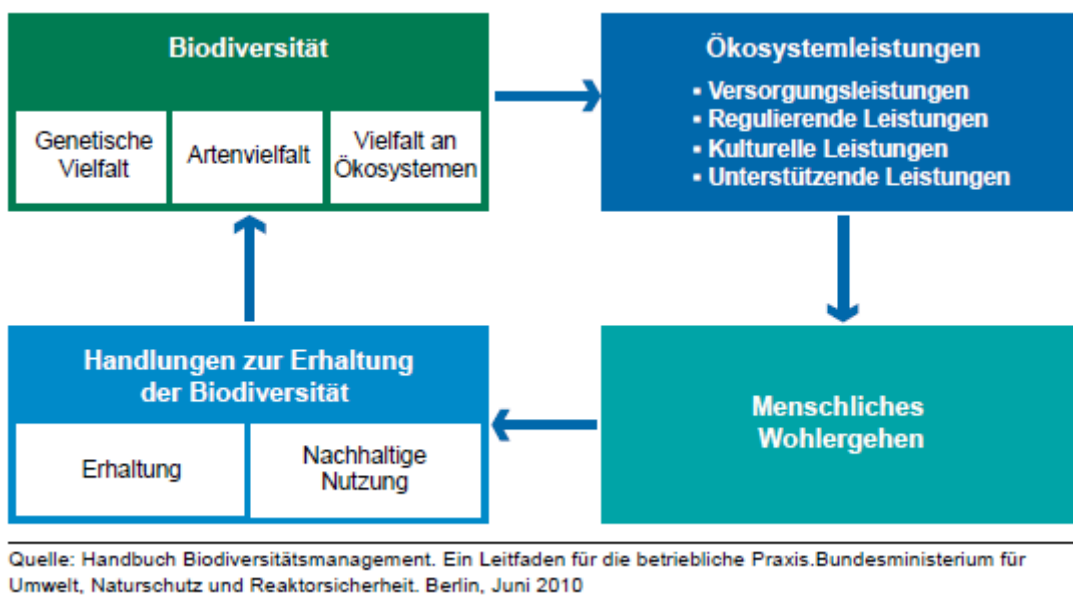 Biodiversität
Genetische
Vielfalt
Artenvielfalt
Vielfalt an
Ökosystemen
Ökosystemleistungen
▪ Versorgungsleistungen
▪ Regulierende Leistungen
▪ Kulturelle Leistungen
▪ Unterstützende Leistungen
Handlungen zur Erhaltung
der Biodiversität
Erhaltung
Nachhaltige
Nutzung
Menschliches
Wohlergehen
Quelle: Handbuch Biodiversitätsmanagement. Ein Leitfaden für die betriebliche Praxis.Bundesministerium für
Umwelt, Naturschutz und Reaktorsicherheit. Berlin, Juni 2010